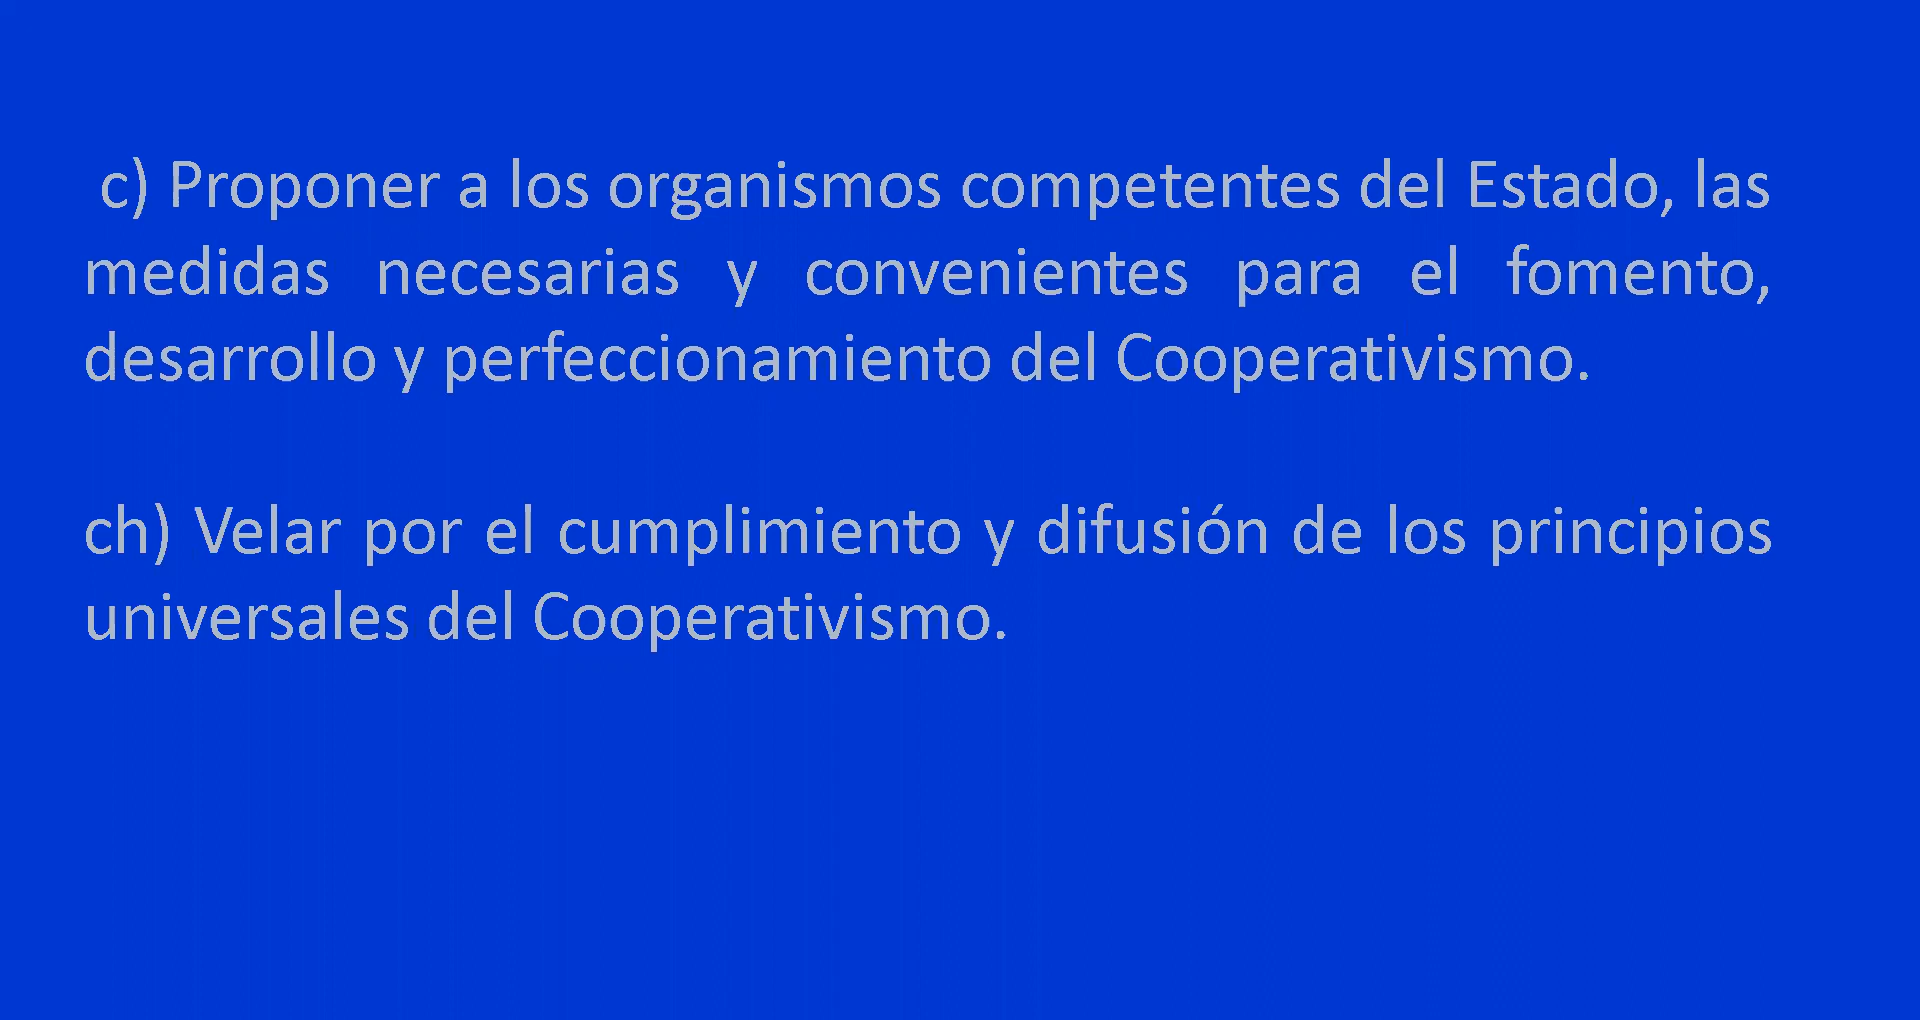 c) Proponer a los organismos competentes del Estado, las
medidas necesarias y convenientes para el fomento,
desarrollo y perfeccionamiento del Cooperativismo.
ch) Velar por el cumplimiento y difusión de los principios
universales del Cooperativismo.